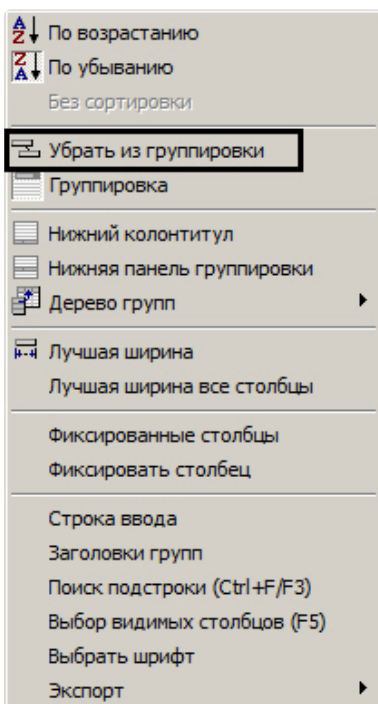 По возрастанию
По убыванию
Без сортировки
Убрать из группировки
Группировка
Нижний колонтитул
Нижняя панель группировки
Дерево групп
Лучшая ширина
Лучшая ширина все столбцы
Фиксированные столбцы
Фиксировать столбец
Строка ввода
Заголовки групп
Поиск подстроки (Ctrl+F/F3)
Выбор видимых столбцов (F5)
Выбрать шрифт
Экспорт